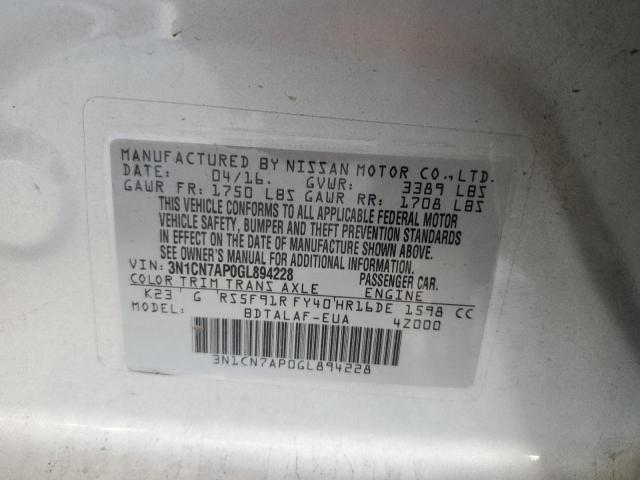 MANUFACTURED BY NISSAN MOTOR CO., LTD.
DATE: 04/16. GVWR: 3389 LBS
GAWR FR: 1750 LBS GAWR RR: 1708 LBS
THIS VEHICLE CONFORMS TO ALL APPLICABLE FEDERAL MOTOR
VEHICLE SAFETY, BUMPER AND THEFT PREVENTION STANDARDS
IN EFFECT ON THE DATE OF MANUFACTURE SHOWN ABOVE.
SEE OWNER'S MANUAL FOR ADDITIONAL INFORMATION.
VIN: 3N1CN7AP0GL894228 PASSENGER CAR.
COLOR TRIM TRANS AXLE ENGINE
K23 G RS5F91R FY40 HR16DE 1598 CC
MODEL: BDTALAF-EUA 4Z000
3N1CN7AP0GL894228